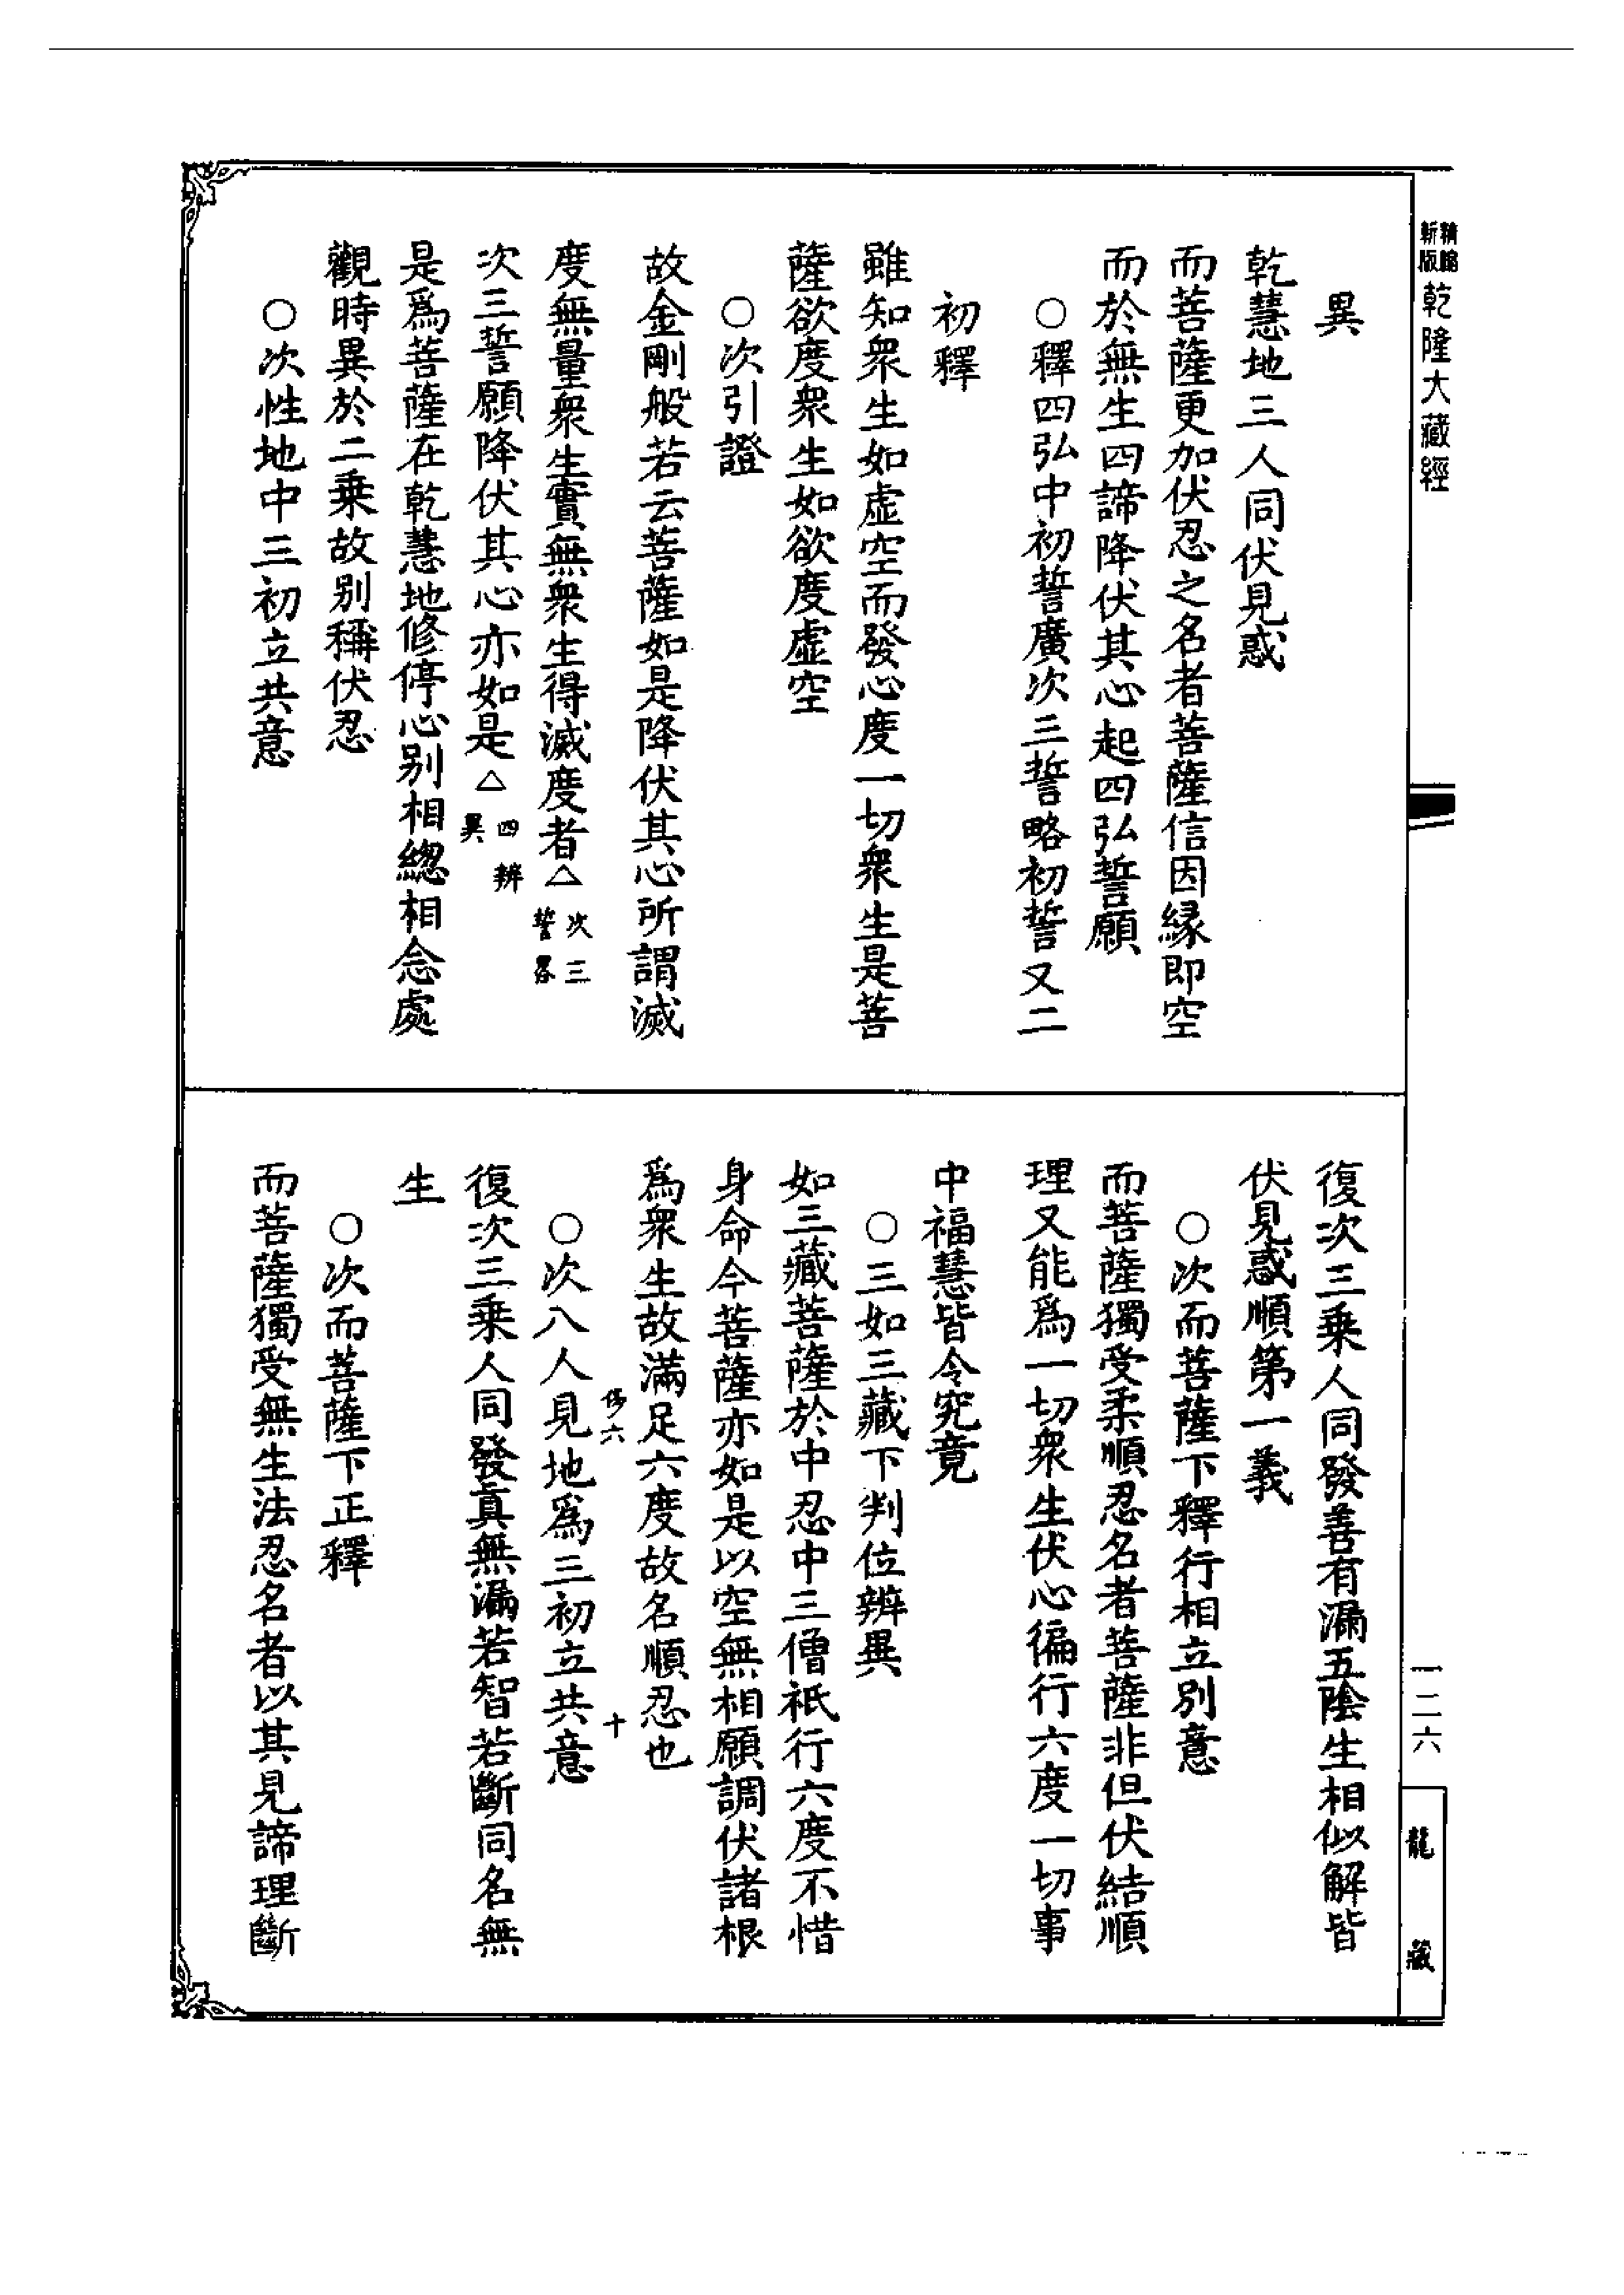 精縮
新版
乾隆大藏經
異
乾慧地三人同伏見惑
而菩薩更加伏忍之名者菩薩信因緣即空
而於無生四諦降伏其心起四弘誓願
○釋四弘中初誓廣次三誓略初誓又二
初釋
雖知衆生如虛空而發心度一切衆生是菩
薩欲度衆生如欲度虛空
○次引證
故金剛般若云菩薩如是降伏其心所謂滅
度無量衆生實無衆生得滅度者△次三誓畧
次三誓願降伏其心亦如是△四辨異
是爲菩薩在乾慧地修停心别相總相念處
觀時異於二乘故别稱伏忍
○次性地中三初立共意
復次三乘人同發善有漏五陰生相似解皆
伏見惑順第一義
○次而菩薩下釋行相立别意
而菩薩獨受柔順忍名者菩薩非但伏結順
理又能爲一切衆生伏心徧行六度一切事
中福慧皆令究竟
○三如三藏下判位辨異
如三藏菩薩於中忍中三僧祇行六度不惜
身命今菩薩亦如是以空無相願調伏諸根
爲衆生故滿足六度故名順忍也
六 十
○次八人見地爲三初立共意
復次三乘人同發眞無漏若智若斷同名無
生
○次而菩薩下正釋
而菩薩獨受無生法忍名者以其見諦理斷
一二六
龍藏